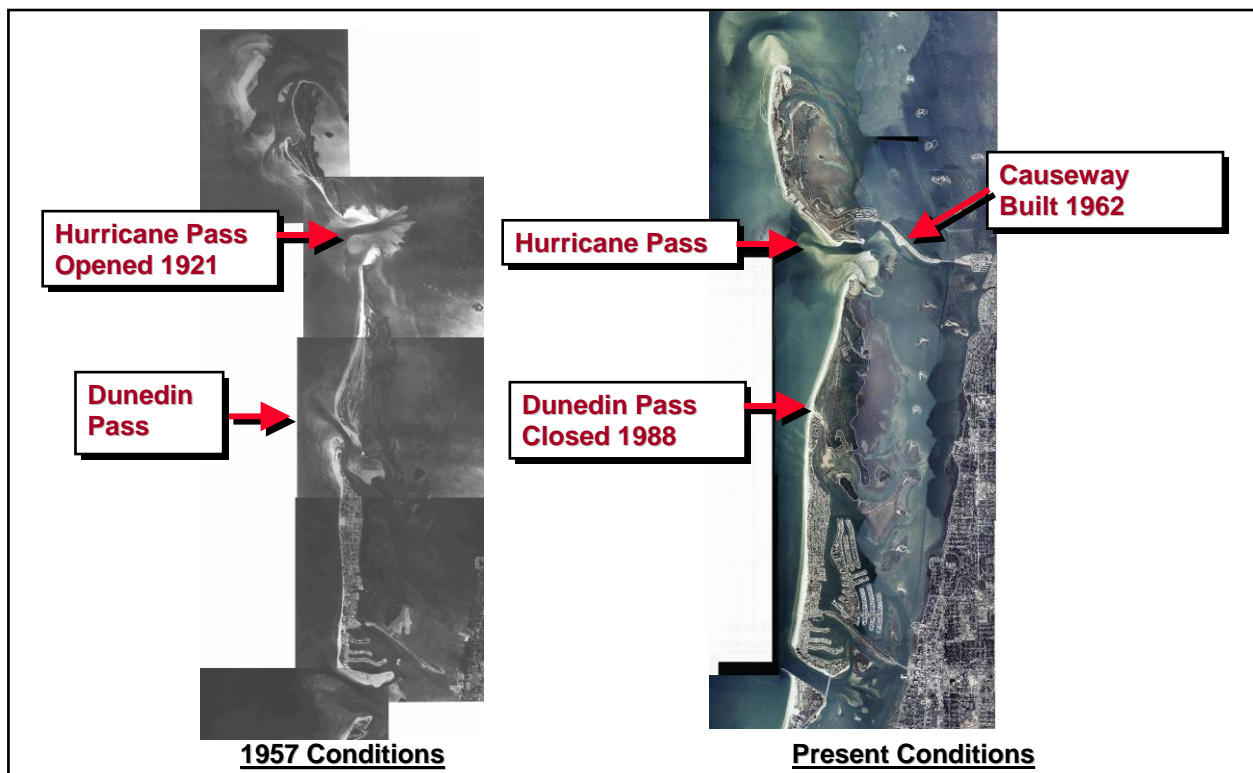 Hurricane Pass
Opened 1921
Dunedin
Pass
1957 Conditions
Causeway
Built 1962
Hurricane Pass
Dunedin Pass
Closed 1988
Present Conditions